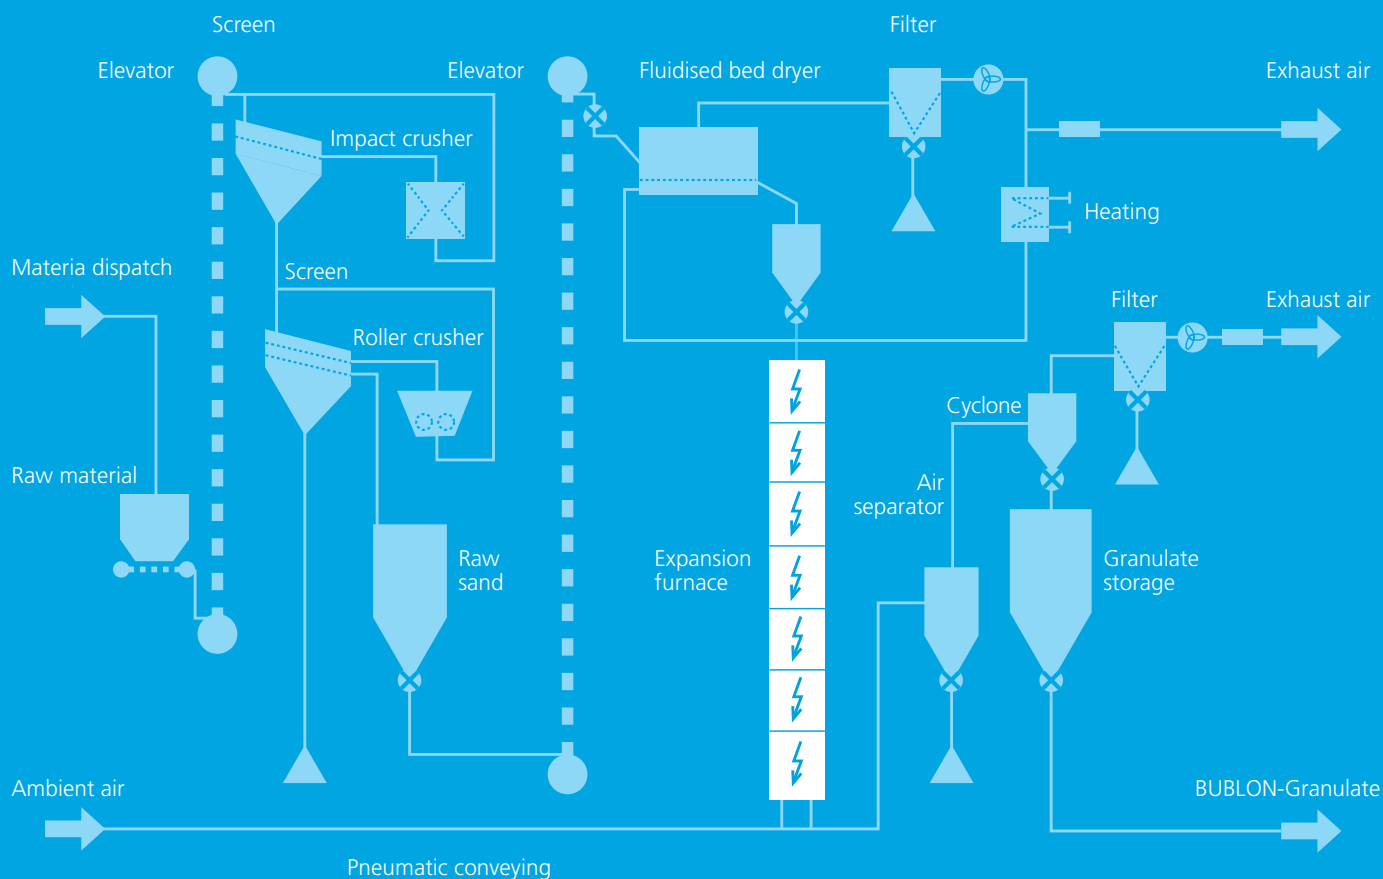 Screen
Filter
Elevator
Elevator
Fluidised bed dryer
Exhaust air
Impact crusher
Heating
Materia dispatch
Screen
Filter
Exhaust air
Roller crusher
Cyclone
Raw material
Air
separator
Raw
sand
Expansion
furnace
Granulate
storage
Ambient air
BUBLON-Granulate
Pneumatic conveying